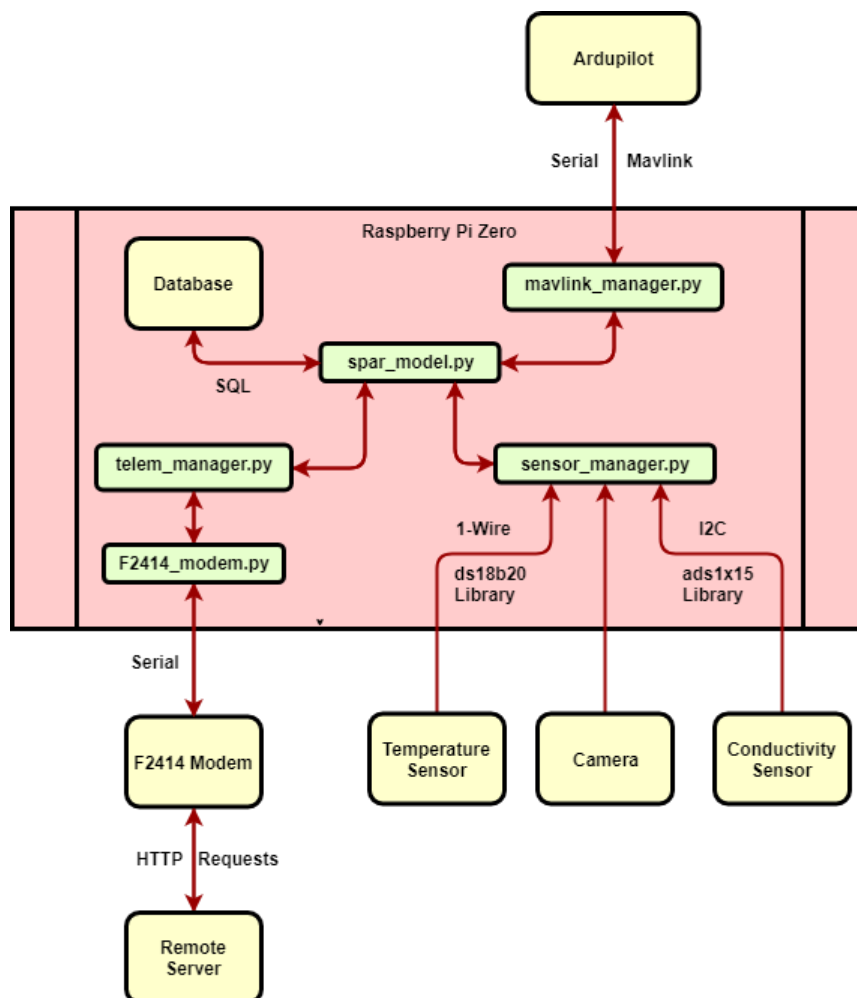 Ardupilot
Serial Mavlink
Raspberry Pi Zero
Database
mavlink_manager.py
spar_model.py
SQL
telem_manager.py
sensor_manager.py
1-Wire
I2C
F2414_modem.py
ds18b20
Library
ads1x15
Library
Serial
F2414 Modem
Temperature
Sensor
Camera
Conductivity
Sensor
HTTP Requests
Remote
Server